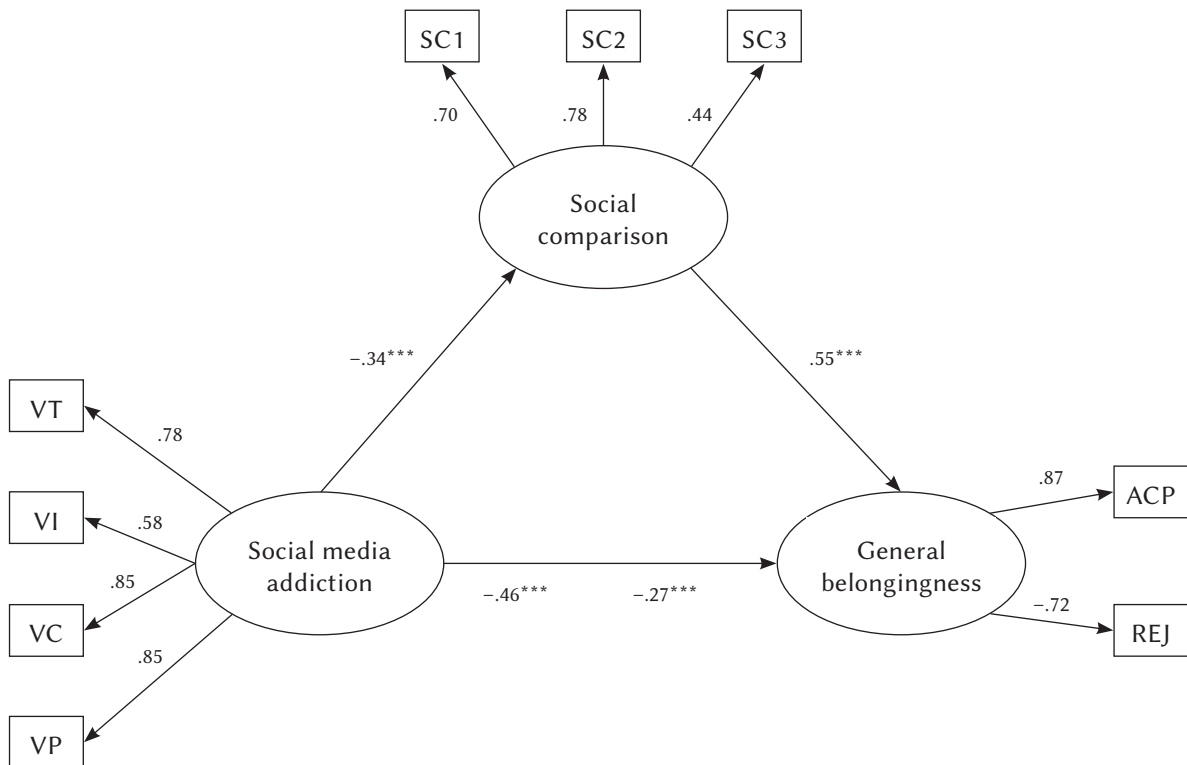 SC1
SC2
SC3
.70
.78
.44
Social
comparison
−.34***
.55***
VT
.78
VI
.58
Social media
addiction
.85
VC
.85
VP
−.46***
−.27***
General
belongingness
.87
ACP
−.72
REJ